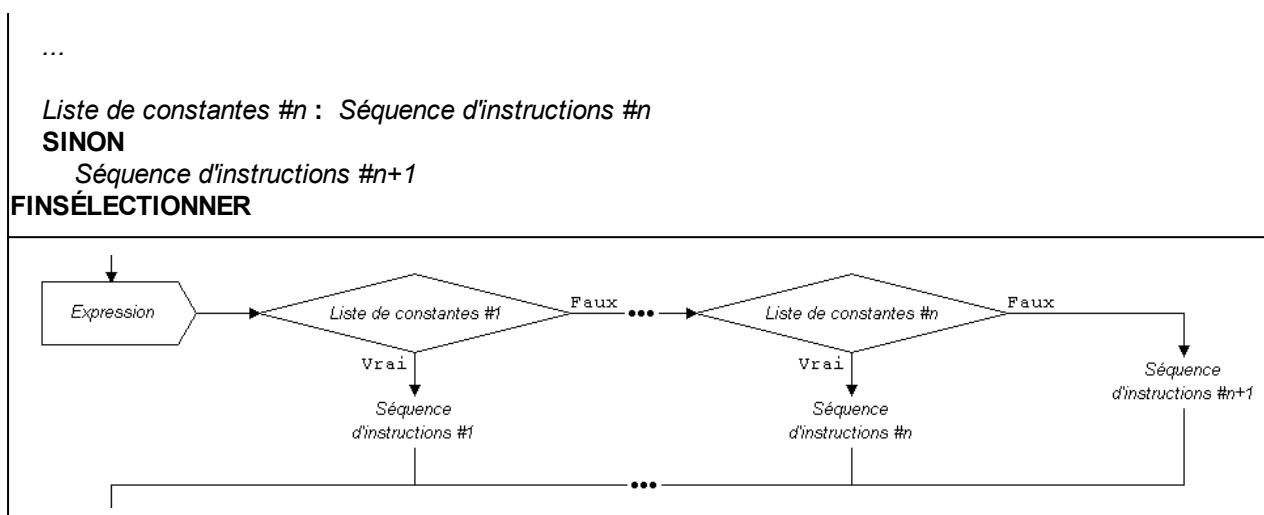 ...
Liste de constantes #n : Séquence d'instructions #n
SINON
Séquence d'instructions #n+1
FINSÉLECTIONNER
Expression
Liste de constantes #1
Faux
•••
Liste de constantes #n
Faux
Vrai
Vrai
Séquence
d'instructions #n+1
Séquence
d'instructions #1
Séquence
d'instructions #n
•••